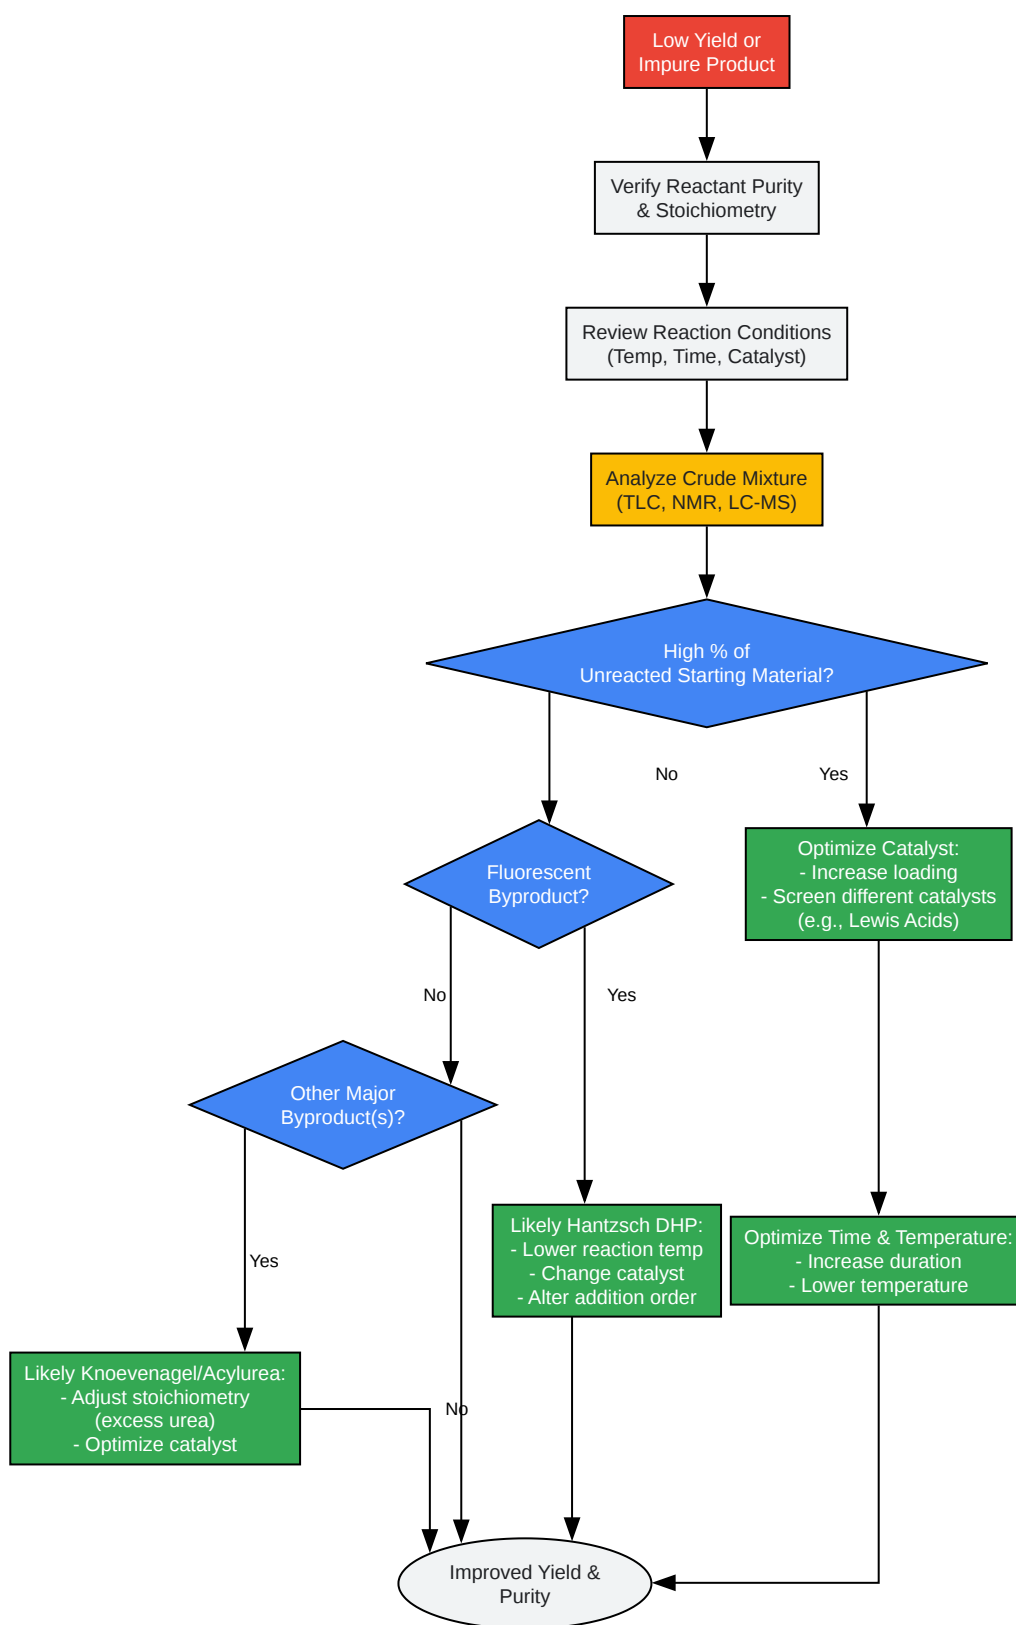 Low Yield or
Impure Product
Verify Reactant Purity
& Stoichiometry
Review Reaction Conditions
(Temp, Time, Catalyst)
Analyze Crude Mixture
(TLC, NMR, LC-MS)
High % of
Unreacted Starting Material?
No
Yes
Fluorescent
Byproduct?
Optimize Catalyst:
- Increase loading
- Screen different catalysts
(e.g., Lewis Acids)
No
Yes
Other Major
Byproduct(s)?
Likely Hantzsch DHP:
- Lower reaction temp
- Change catalyst
- Alter addition order
Optimize Time & Temperature:
- Increase duration
- Lower temperature
Yes
Likely Knoevenagel/Acylurea:
- Adjust stoichiometry
(excess urea)
- Optimize catalyst
No
Improved Yield &
Purity